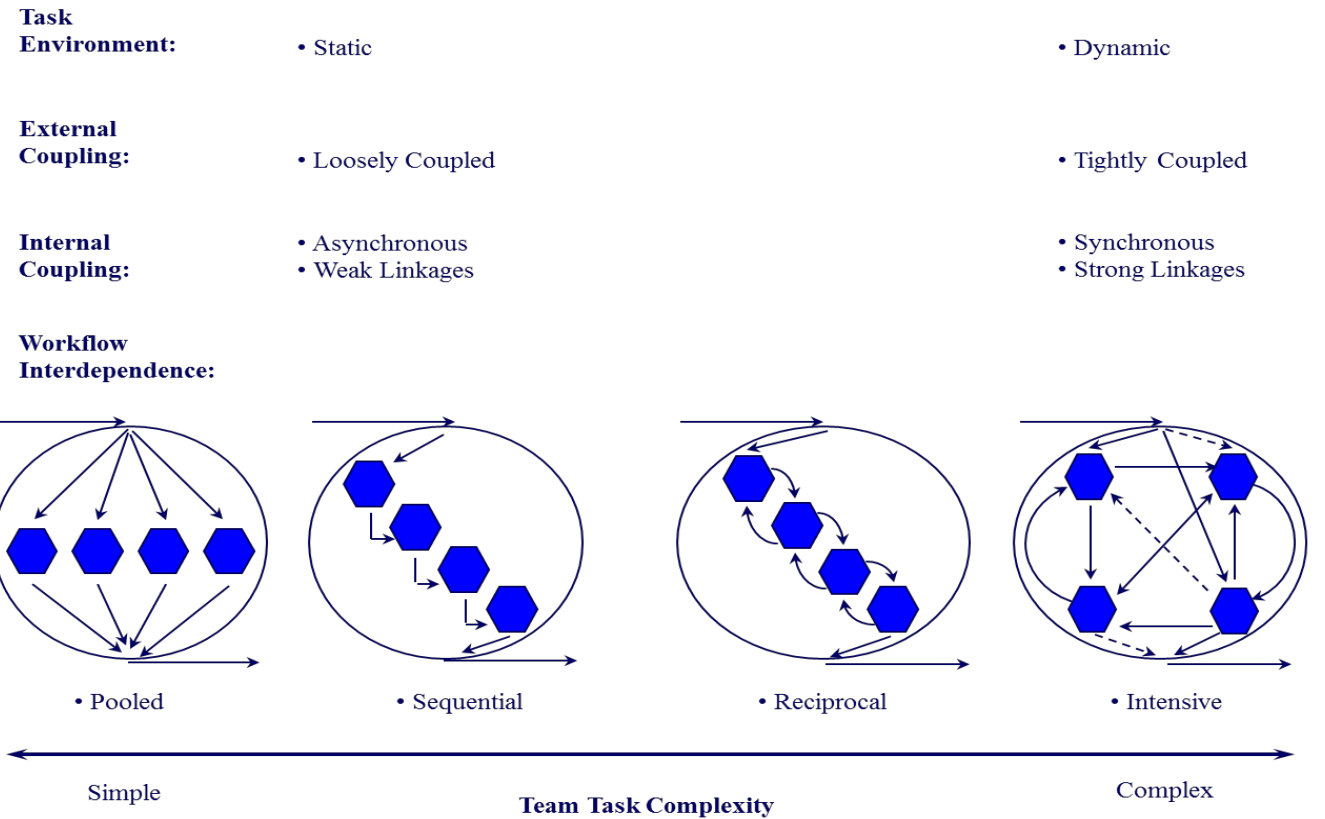 Task
Environment:
• Static
• Dynamic
External
Coupling:
• Loosely Coupled
• Tightly Coupled
Internal
Coupling:
• Asynchronous
• Weak Linkages
• Synchronous
• Strong Linkages
Workflow
Interdependence:
• Pooled
• Sequential
• Reciprocal
• Intensive
Simple
Complex
Team Task Complexity